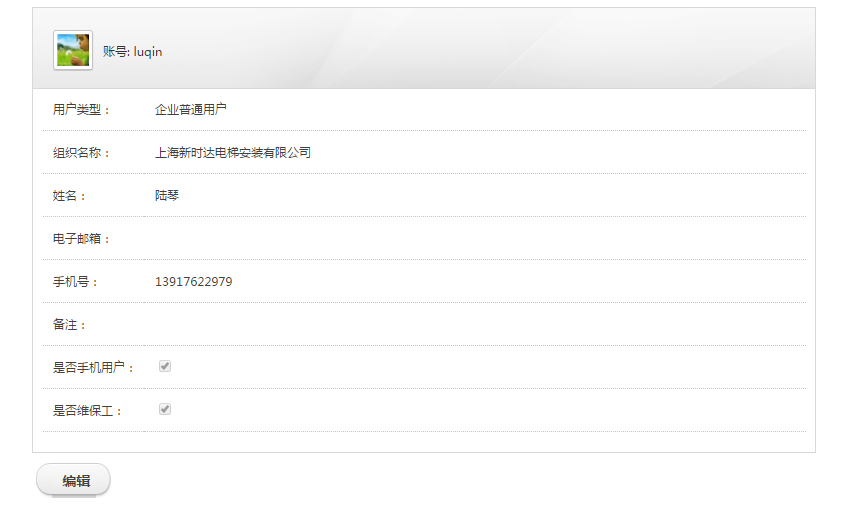 账号: luqin
用户类型： 企业普通用户
组织名称： 上海新时达电梯安装有限公司
姓名： 陆琴
电子邮箱：
手机号： 13917622979
备注：
是否手机用户：
是否维保工：
编辑